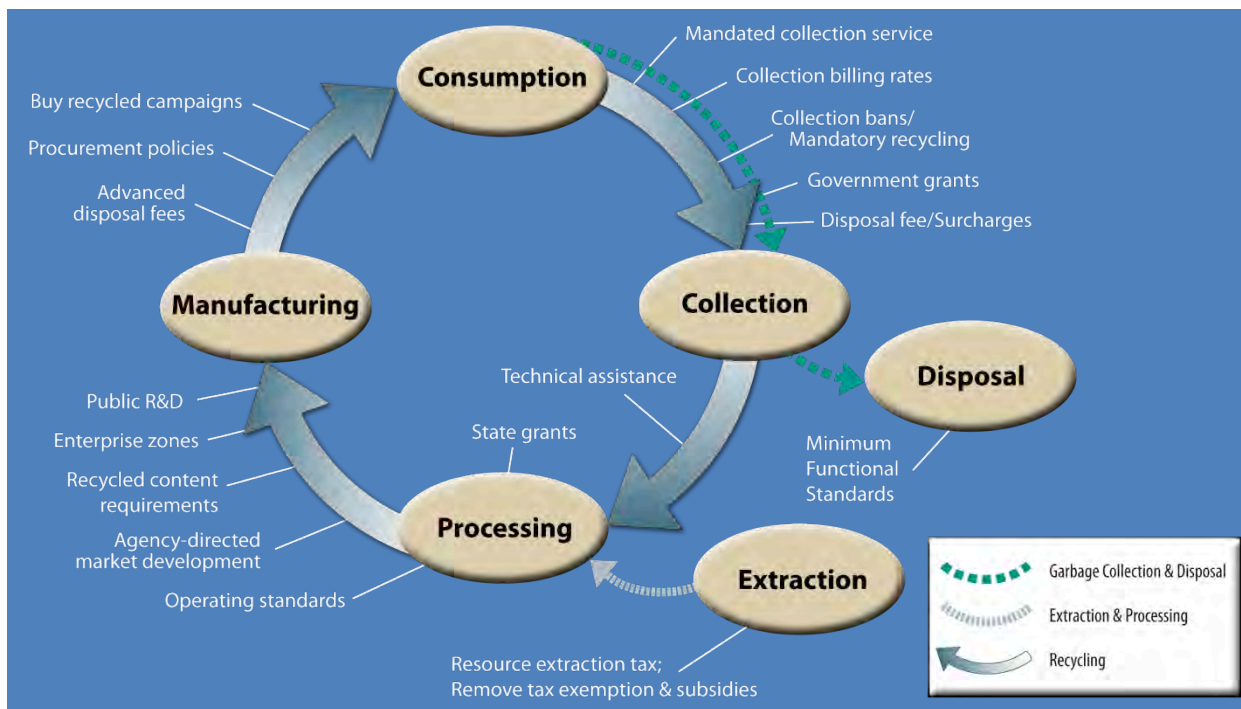 Consumption
Mandated collection service
Collection billing rates
Collection bans/
Mandatory recycling
Government grants
Disposal fee/Surcharges
Buy recycled campaigns
Procurement policies
Advanced
disposal fees
Manufacturing
Collection
Disposal
Technical assistance
State grants
Minimum
Functional
Standards
Public R&D
Enterprise zones
Recycled content
requirements
Agency-directed
market development
Operating standards
Processing
Extraction
Resource extraction tax;
Remove tax exemption & subsidies
Garbage Collection & Disposal
Extraction & Processing
Recycling